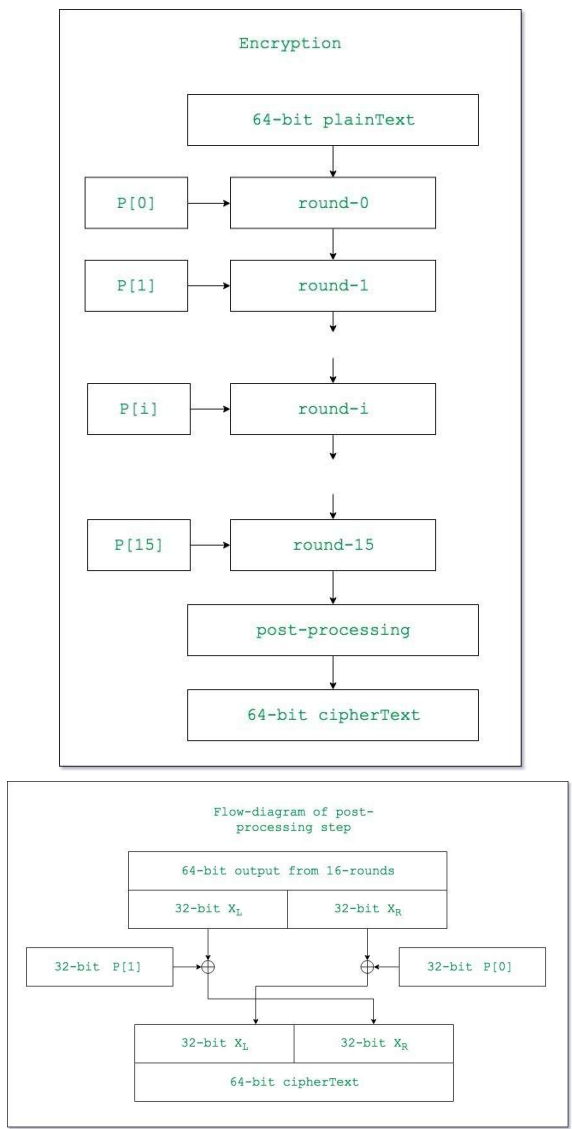 Encryption
64-bit plainText
P[0]
round-0
P[1]
round-1
P[i]
round-i
P[15]
round-15
post-processing
64-bit cipherText
Flow-diagram of post-
processing step
64-bit output from 16-rounds
32-bit XL
32-bit XR
32-bit P[1]
32-bit P[0]
32-bit XL
32-bit XR
64-bit cipherText